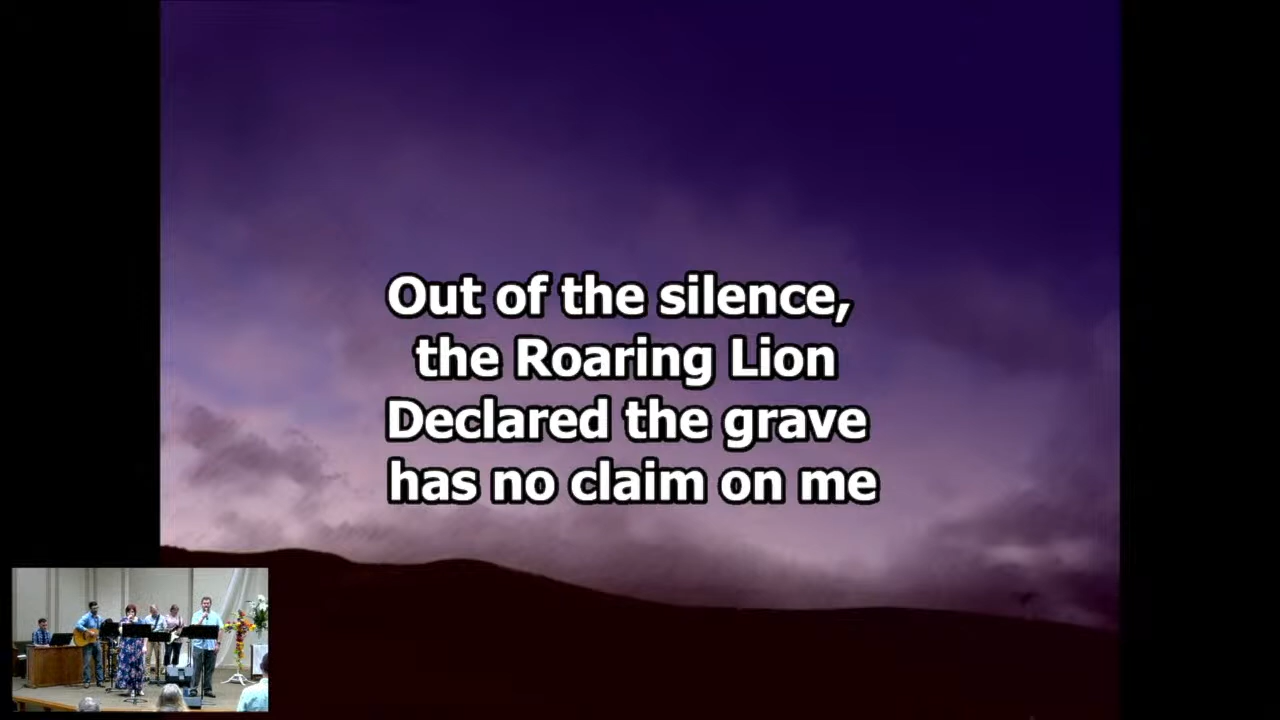 Out of the silence,
the Roaring Lion
Declared the grave
has no claim on me